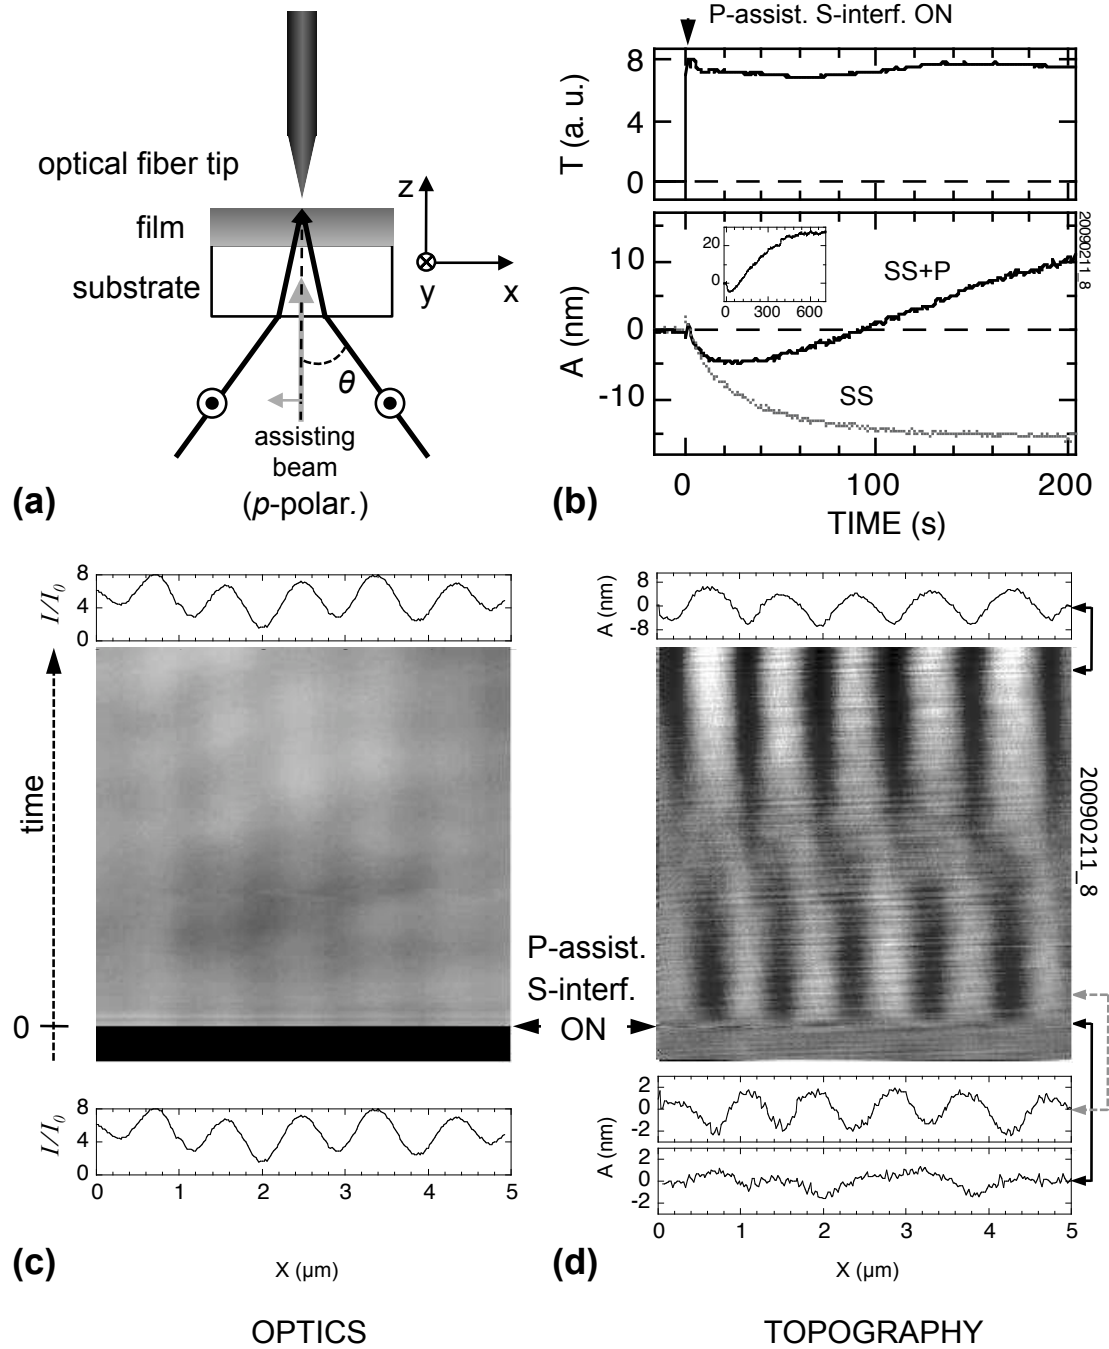 optical fiber tip
film
substrate
z
y
x
θ
assisting
beam
(p-polar.)
(a)
P-assist. S-interf. ON
T (a. u.)
8
4
0
A (nm)
10
0
-10
20
0
0 300 600
SS+P
SS
20090211_8
0 100 200
TIME (s)
(b)
I/I0
8
4
0
time
0
I/I0
8
4
0
0 1 2 3 4 5
X (µm)
(c)
OPTICS
P-assist.
S-interf.
ON
A (nm)
8
0
-8
20090211_8
A (nm)
2
0
-2
A (nm)
2
0
-2
0 1 2 3 4 5
X (µm)
(d)
TOPOGRAPHY